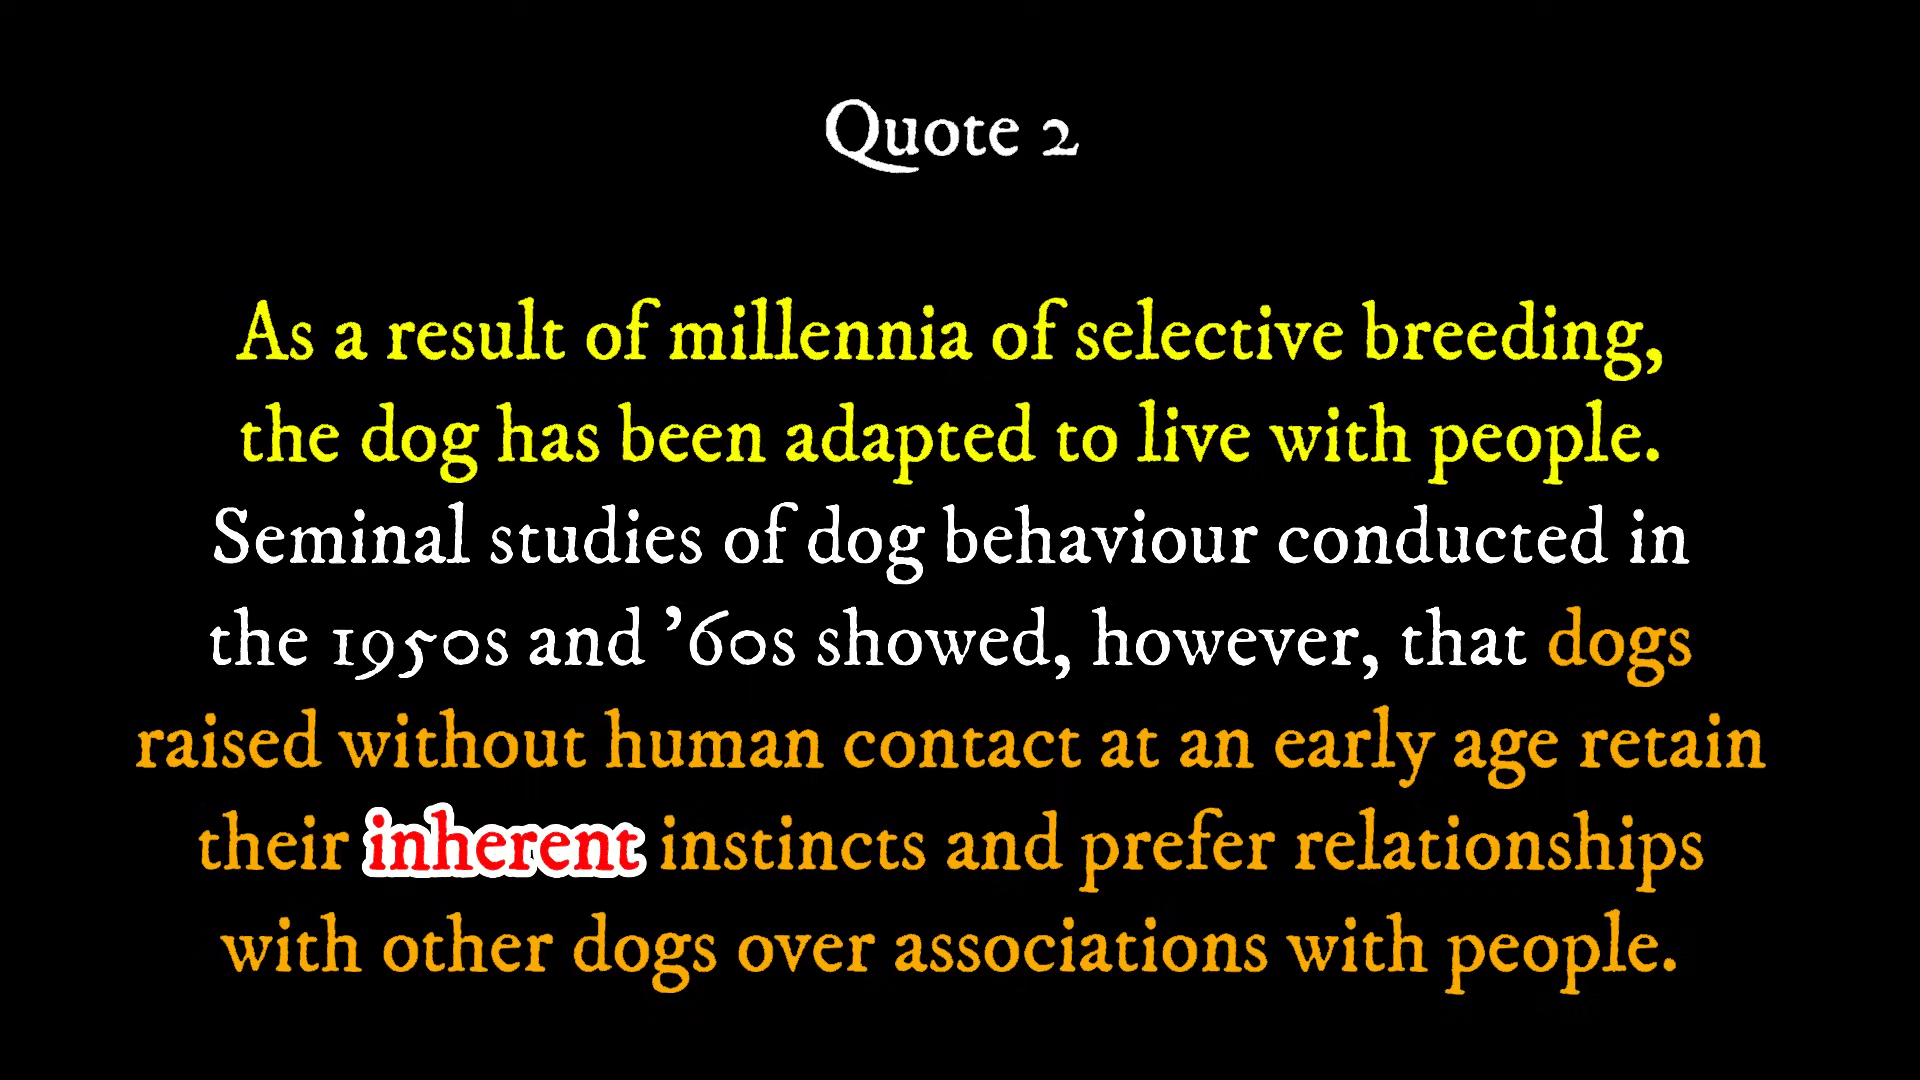 Quote 2
As a result of millennia of selective breeding,
the dog has been adapted to live with people.
Seminal studies of dog behaviour conducted in
the 1950s and ’60s showed, however, that dogs
raised without human contact at an early age retain
their inherent instincts and prefer relationships
with other dogs over associations with people.